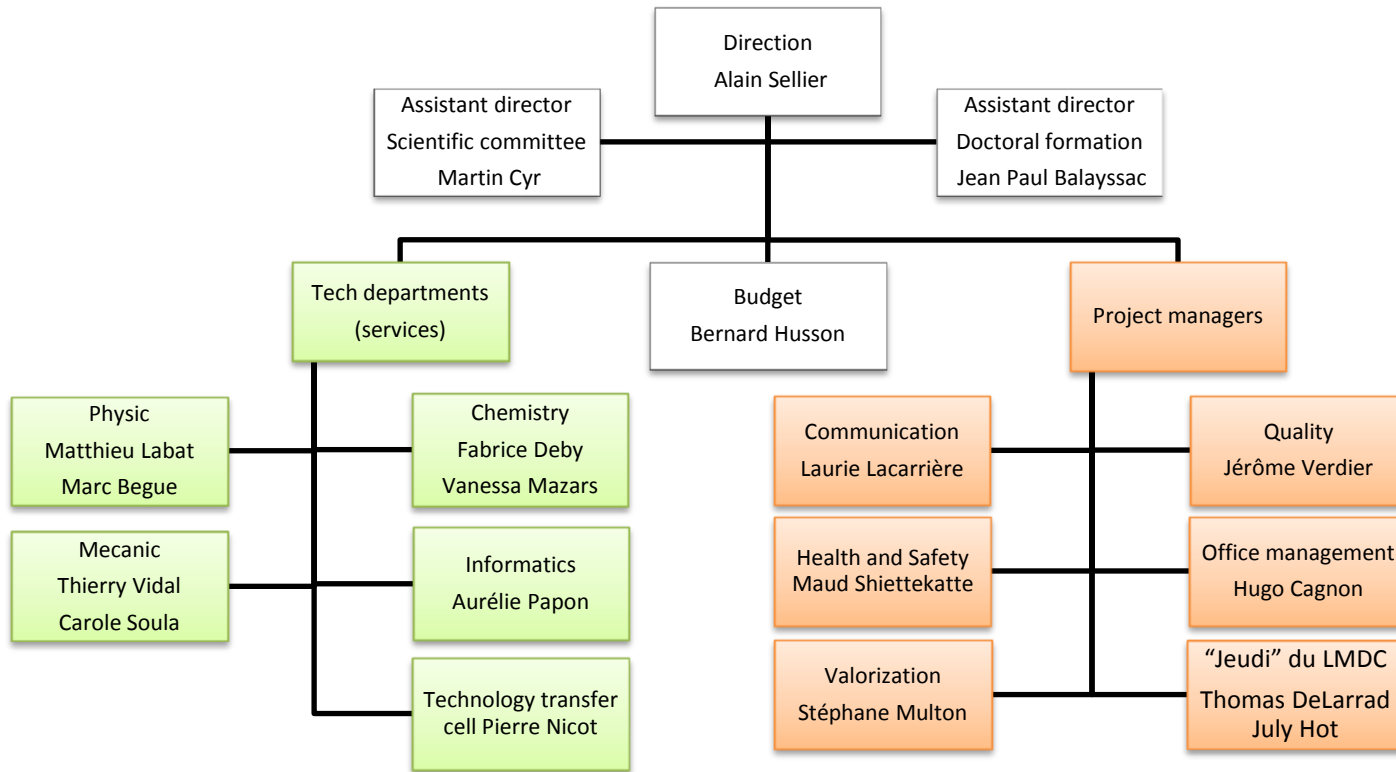 Direction
Alain Sellier
Assistant director
Scientific committee
Martin Cyr
Assistant director
Doctoral formation
Jean Paul Balayssac
Tech departments
(services)
Budget
Bernard Husson
Project managers
Physic
Matthieu Labat
Marc Begue
Chemistry
Fabrice Deby
Vanessa Mazars
Mecanic
Thierry Vidal
Carole Soula
Informatics
Aurélie Papon
Technology transfer
cell Pierre Nicot
Communication
Laurie Lacarrière
Quality
Jérôme Verdier
Health and Safety
Maud Shiettekatte
Office management
Hugo Cagnon
Valorization
Stéphane Multon
“Jeudi” du LMDC
Thomas DeLarrad
July Hot